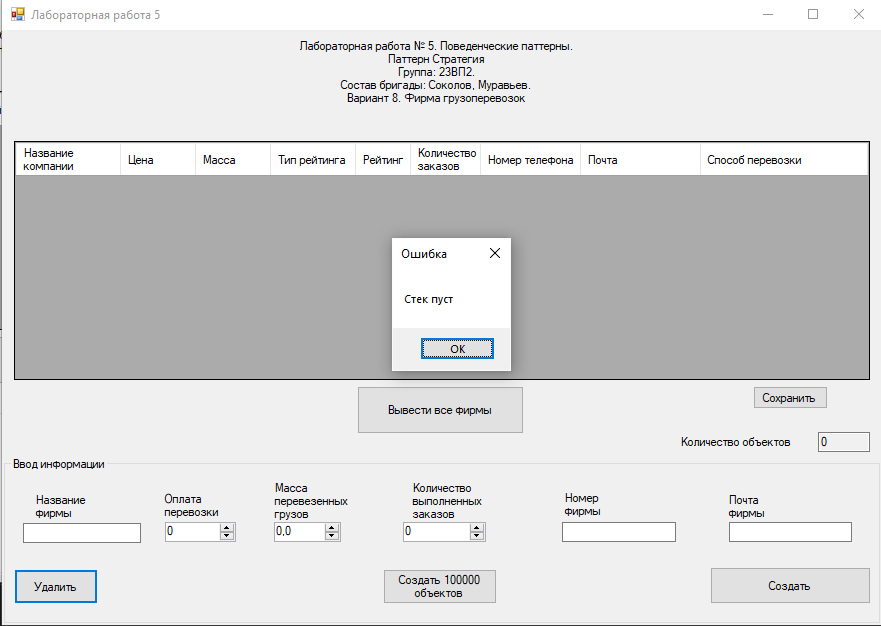 Лабораторная работа 5
Лабораторная работа № 5. Поведенческие паттерны.
Паттерн Стратегия
Группа: 23ВП2.
Состав бригады: Соколов, Муравьев.
Вариант 8. Фирма грузоперевозок
Название
компании
Цена
Масса
Тип рейтинга
Рейтинг
Количество
заказов
Номер телефона
Почта
Способ перевозки
Ошибка
Стек пуст
ОК
Вывести все фирмы
Сохранить
Количество объектов
0
Ввод информации
Название
фирмы
Оплата
перевозки
Масса
перевезенных
грузов
Количество
выполненных
заказов
Номер
фирмы
Почта
фирмы
0
0,0
0
Удалить
Создать 100000
объектов
Создать